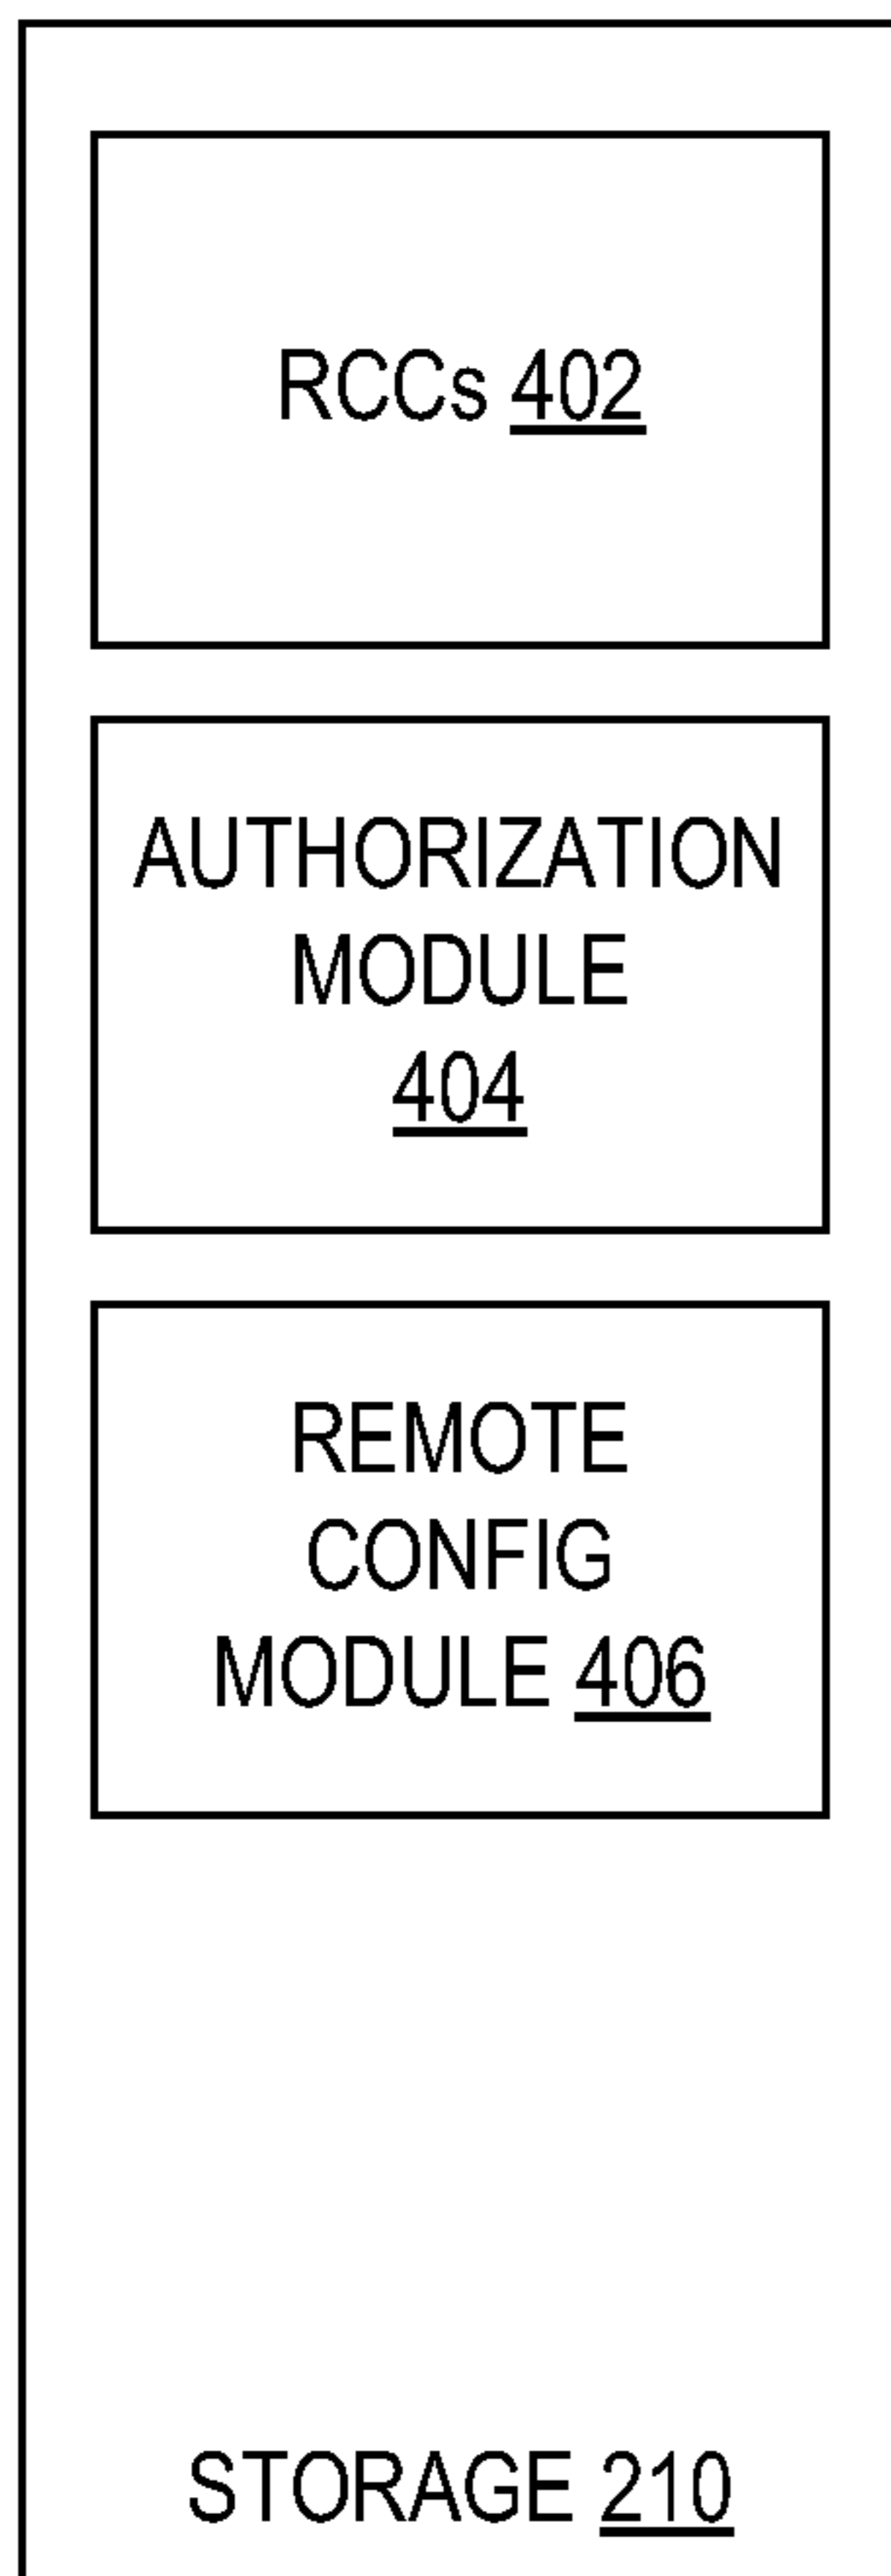 RCCs 402
AUTHORIZATION
MODULE
404
REMOTE
CONFIG
MODULE 406
STORAGE 210